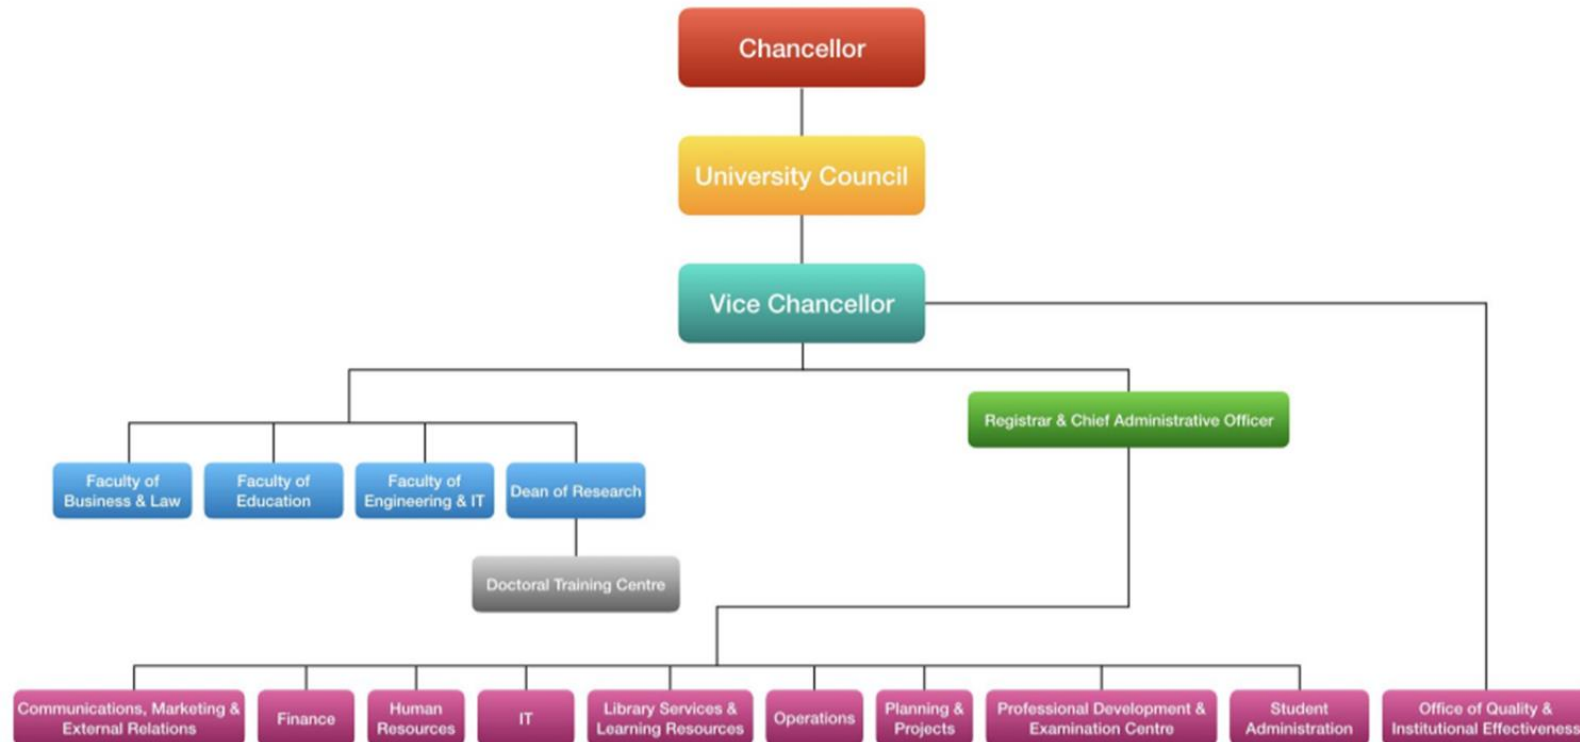 Chancellor
University Council
Vice Chancellor
Registrar & Chief Administrative Officer
Faculty of
Business & Law
Faculty of
Education
Faculty of
Engineering & IT
Dean of Research
Doctoral Training Centre
Communications, Marketing &
External Relations
Finance
Human
Resources
IT
Library Services &
Learning Resources
Operations
Planning &
Projects
Professional Development &
Examination Centre
Student
Administration
Office of Quality &
Institutional Effectiveness